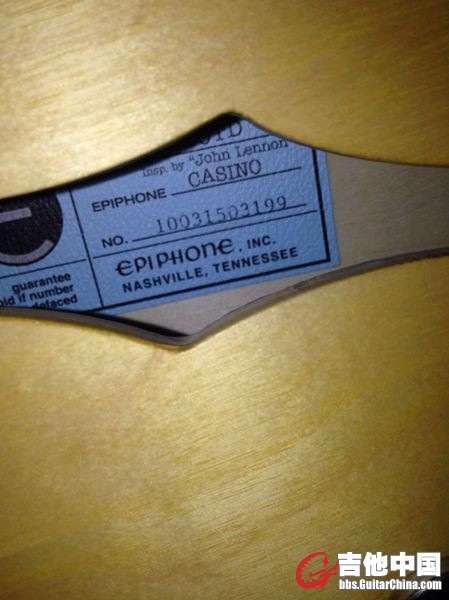 LTD
Insp. by "John Lennon"
EPIPHONE CASINO
NO. 10031503199
EPIPHONE, INC.
NASHVILLE, TENNESSEE
guarantee
if number
defaced
吉他中国
bbs.GuitarChina.com